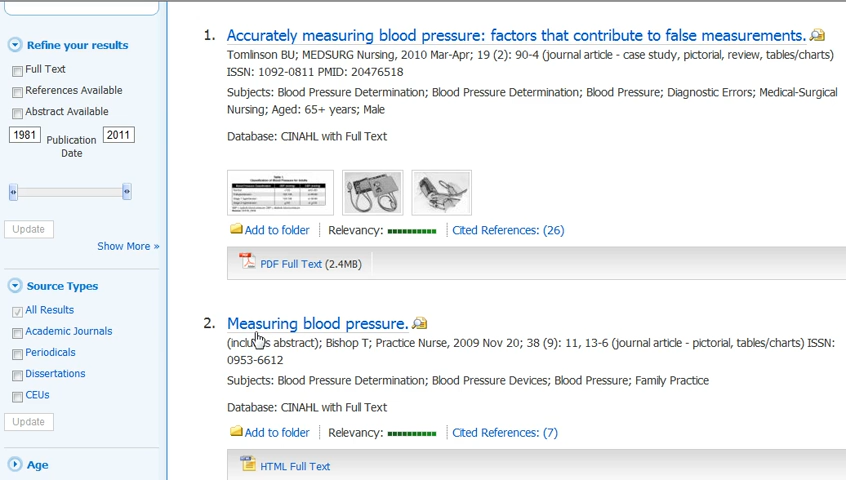 Refine your results
Full Text
References Available
Abstract Available
1981 Publication Date 2011
Update
Show More »
Source Types
All Results
Academic Journals
Periodicals
Dissertations
CEUs
Update
Age
1. Accurately measuring blood pressure: factors that contribute to false measurements.
Tomlinson BU; MEDSURG Nursing, 2010 Mar-Apr; 19 (2): 90-4 (journal article - case study, pictorial, review, tables/charts)
ISSN: 1092-0811 PMID: 20476518
Subjects: Blood Pressure Determination; Blood Pressure Determination; Blood Pressure; Diagnostic Errors; Medical-Surgical
Nursing; Aged: 65+ years; Male
Database: CINAHL with Full Text
Add to folder Relevancy: Cited References: (26)
PDF Full Text (2.4MB)
2. Measuring blood pressure.
abstract); Bishop T; Practice Nurse, 2009 Nov 20; 38 (9): 11, 13-6 (journal article - pictorial, tables/charts) ISSN:
0953-6612
Subjects: Blood Pressure Determination; Blood Pressure Devices; Blood Pressure; Family Practice
Database: CINAHL with Full Text
Add to folder Relevancy: Cited References: (7)
HTML Full Text